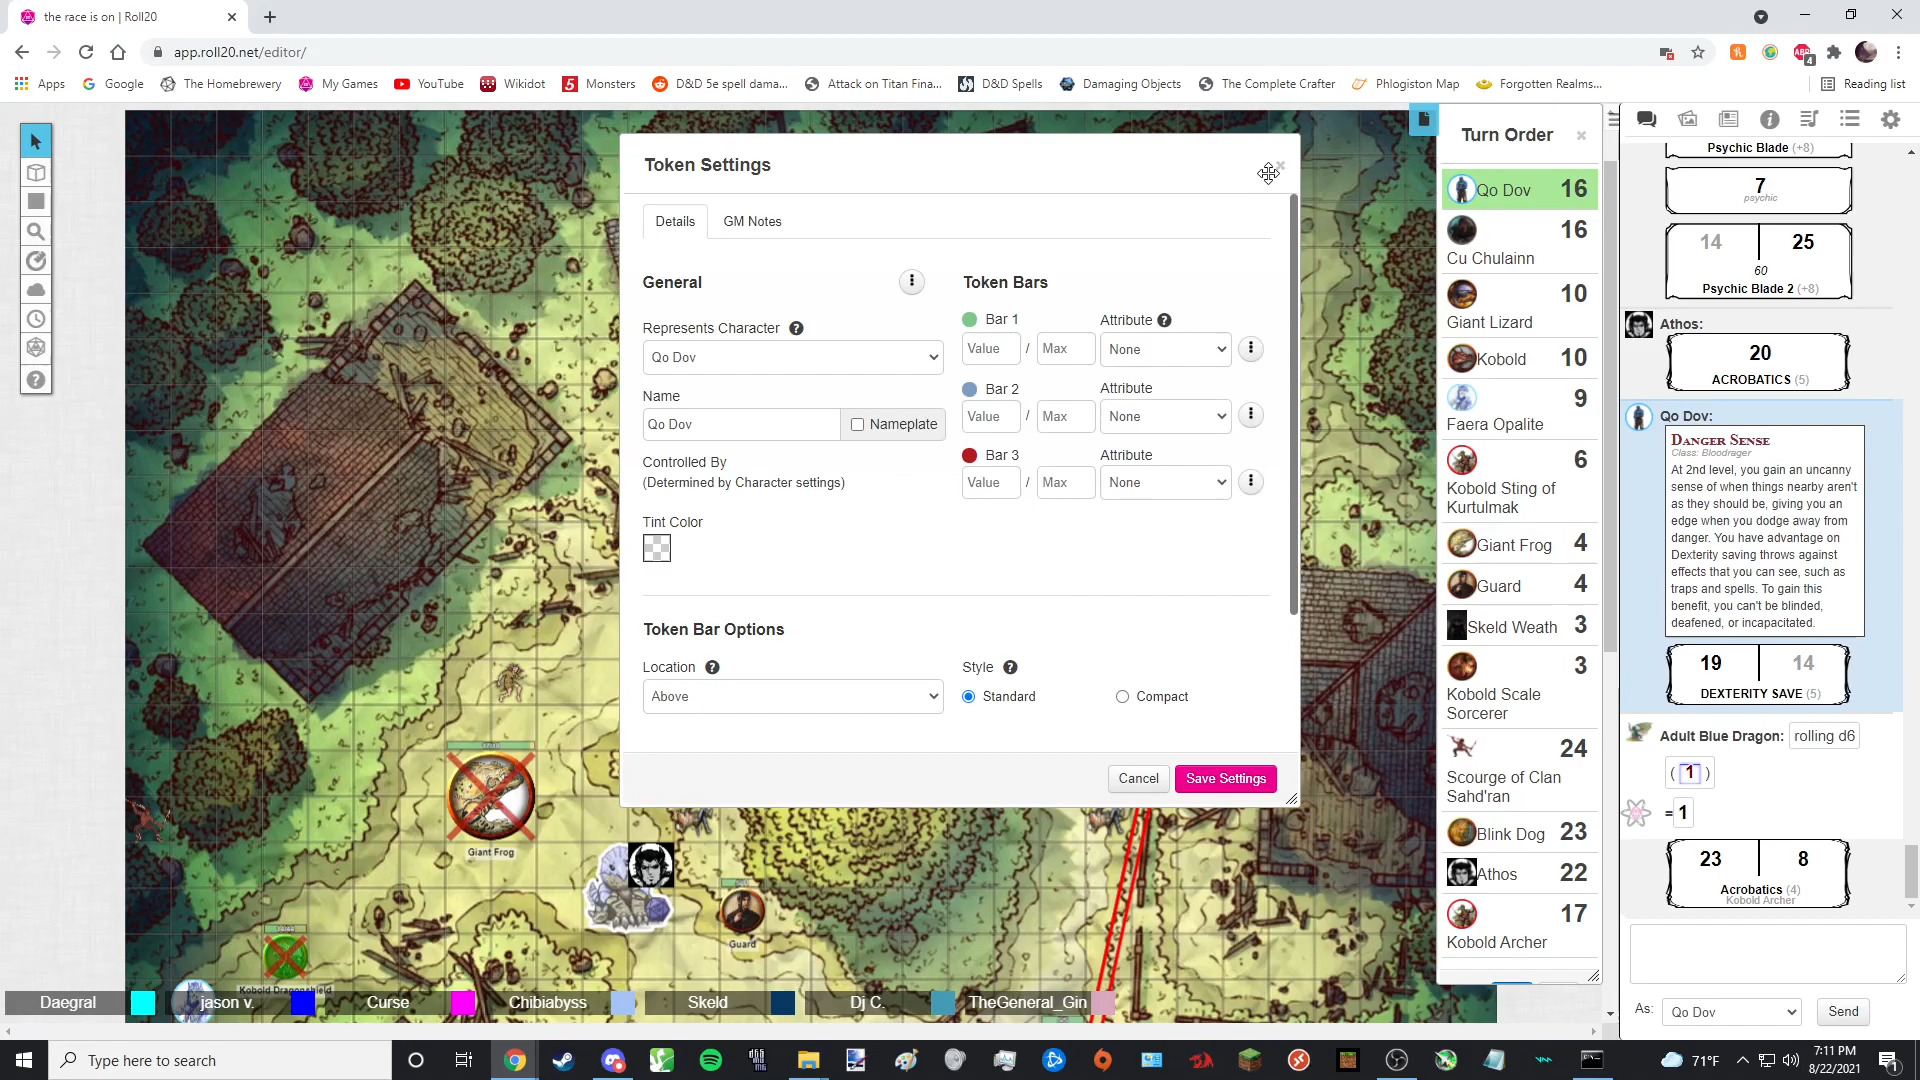 the race is on | Roll20
app.roll20.net/editor/
4
Apps
Google
The Homebrewery
My Games
YouTube
Wikidot
5 Monsters
D&D 5e spell dama...
Attack on Titan Fina...
D&D Spells
Damaging Objects
The Complete Crafter
Phlogiston Map
Forgotten Realms...
Reading list
Token Settings
Details
GM Notes
General
Represents Character
Qo Dov
Name
Qo Dov
Nameplate
Controlled By
(Determined by Character settings)
Tint Color
Token Bars
Bar 1
Attribute
Value / Max None
Bar 2
Attribute
Value / Max None
Bar 3
Attribute
Value / Max None
Token Bar Options
Location
Above
Style
Standard
Compact
Cancel
Save Settings
Giant Frog
Guard
Kobold Dragonshield
Daegral
jason v.
Curse
Chibiabyss
Skeld
Dj C.
TheGeneral_Gin
Turn Order
Qo Dov 16
16
Cu Chulainn
10
Giant Lizard
Kobold 10
9
Faera Opalite
6
Kobold Sting of
Kurtulmak
Giant Frog 4
Guard 4
Skeld Weath 3
3
Kobold Scale
Sorcerer
24
Scourge of Clan
Sahd'ran
Blink Dog 23
Athos 22
17
Kobold Archer
Psychic Blade (+8)
7
psychic
14 25
60
Psychic Blade 2 (+8)
Athos:
20
ACROBATICS (5)
Qo Dov:
DANGER SENSE
Class: Bloodrager
At 2nd level, you gain an uncanny
sense of when things nearby aren't
as they should be, giving you an
edge when you dodge away from
danger. You have advantage on
Dexterity saving throws against
effects that you can see, such as
traps and spells. To gain this
benefit, you can't be blinded,
deafened, or incapacitated.
19 14
DEXTERITY SAVE (5)
Adult Blue Dragon: rolling d6
( 1 )
= 1
23 8
Acrobatics (4)
Kobold Archer
As: Qo Dov
Send
Type here to search
71°F
7:11 PM
8/22/2021
1